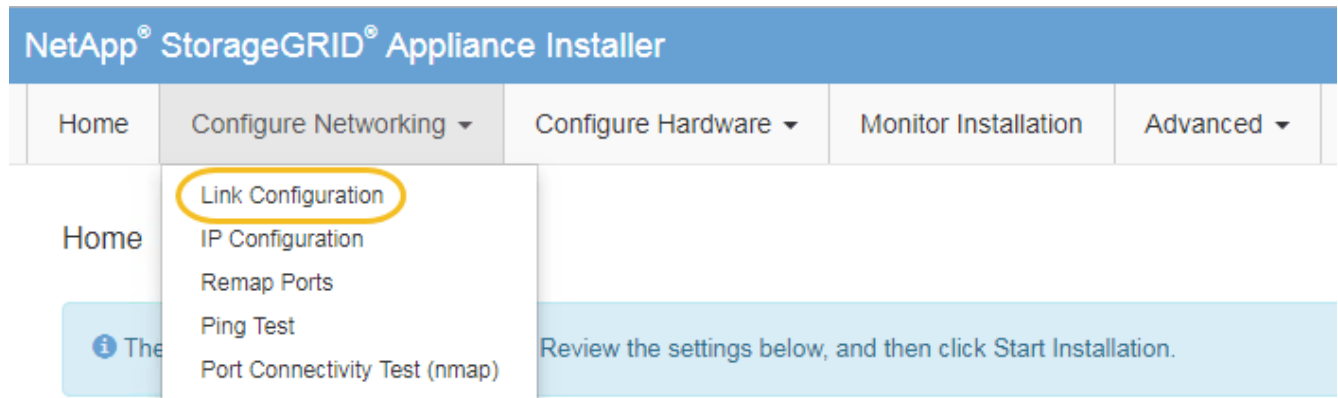 NetApp® StorageGRID® Appliance Installer
Home Configure Networking Configure Hardware Monitor Installation Advanced
Link Configuration
Home IP Configuration
Remap Ports
Ping Test
The Review the settings below, and then click Start Installation.
Port Connectivity Test (nmap)